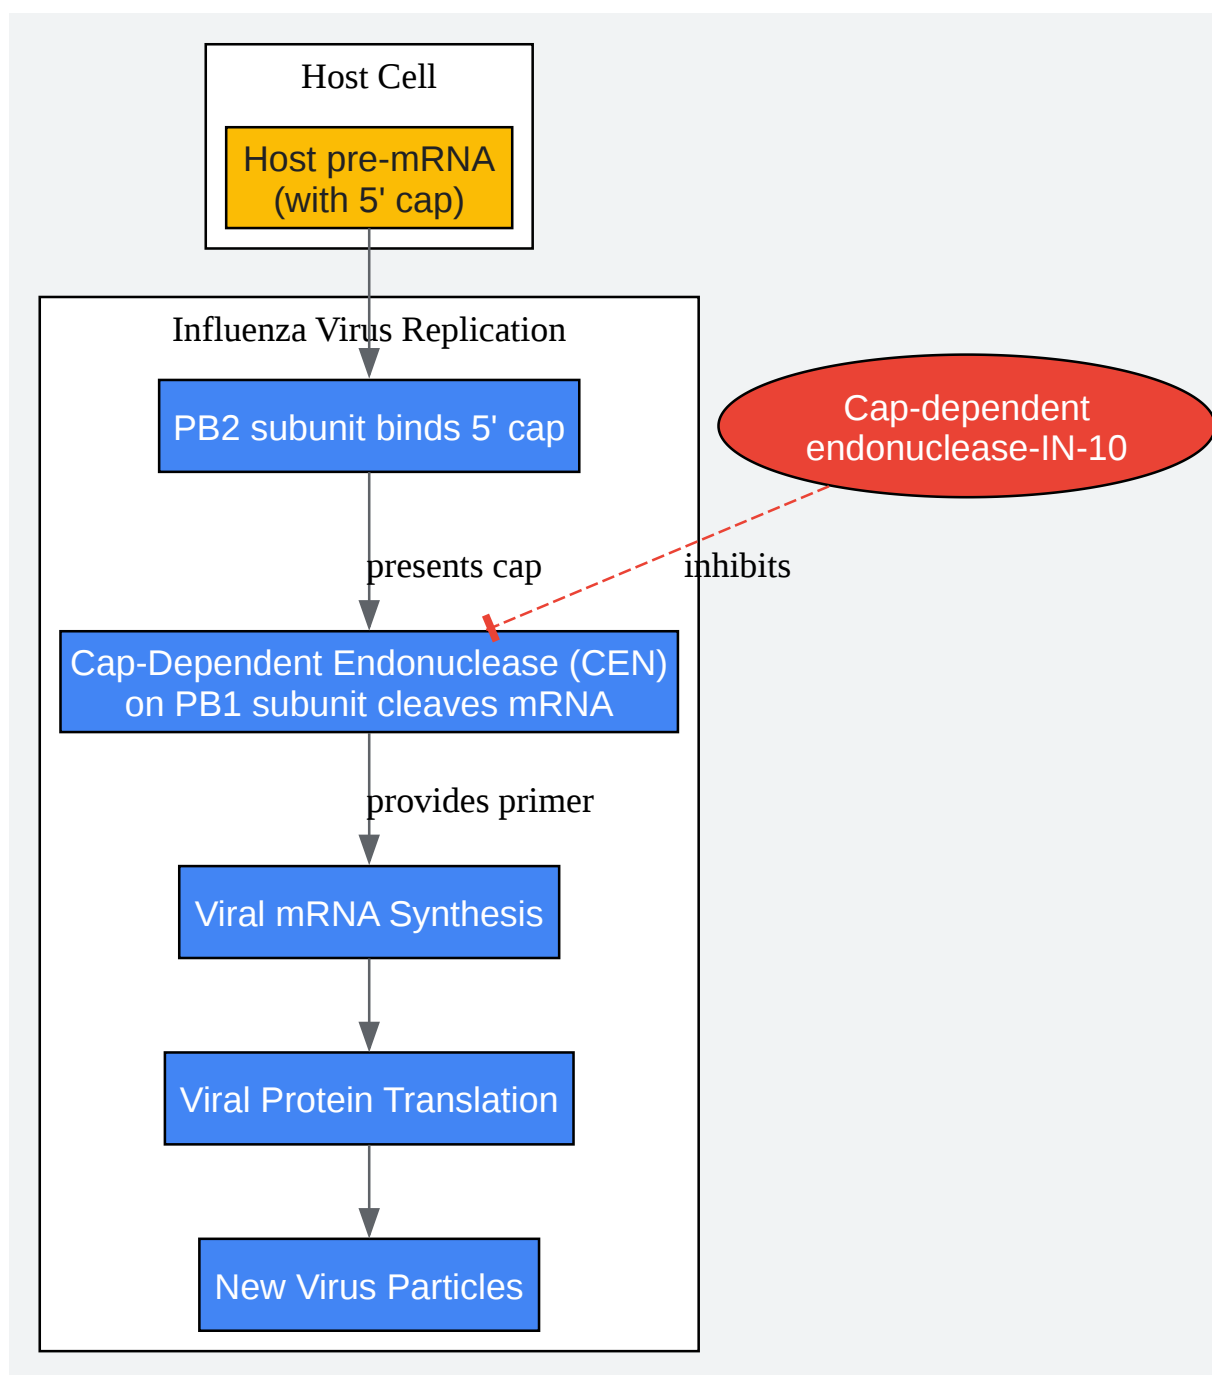 Host Cell
Host pre-mRNA
(with 5' cap)
Influenza Virus Replication
PB2 subunit binds 5' cap
Cap-dependent
endonuclease-IN-10
presents cap
inhibits
Cap-Dependent Endonuclease (CEN)
on PB1 subunit cleaves mRNA
provides primer
Viral mRNA Synthesis
Viral Protein Translation
New Virus Particles